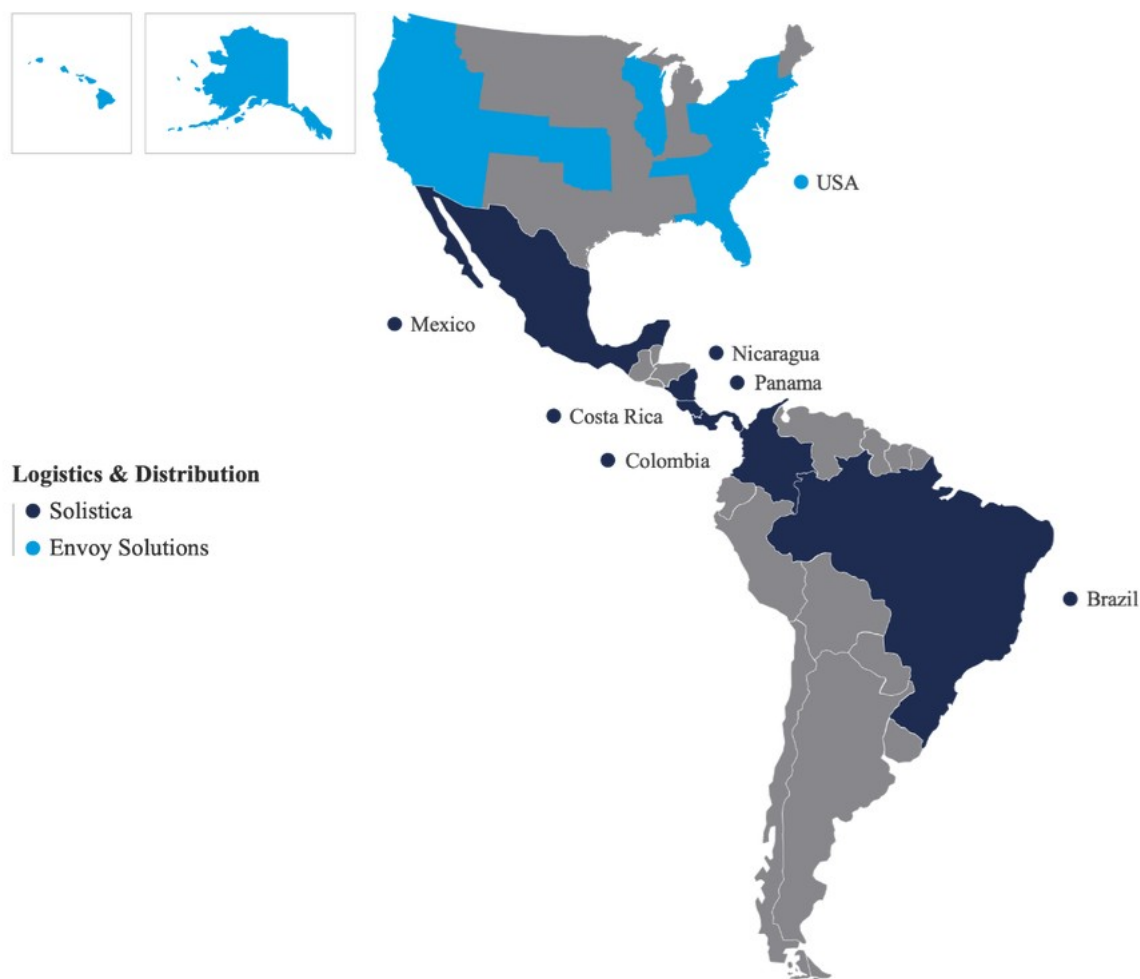 USA
Mexico
Nicaragua
Panama
Costa Rica
Colombia
Logistics & Distribution
Solistica
Envoy Solutions
Brazil